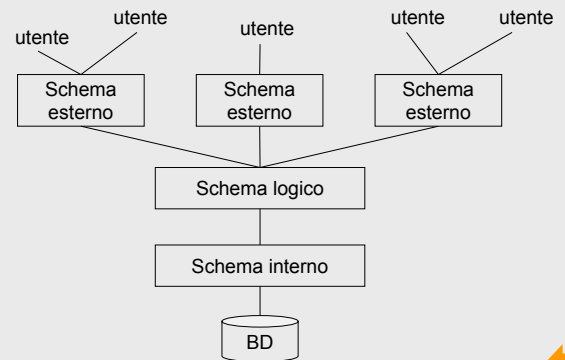 utente
utente
utente
utente
utente
Schema
esterno
Schema
esterno
Schema
esterno
Schema logico
Schema interno
BD